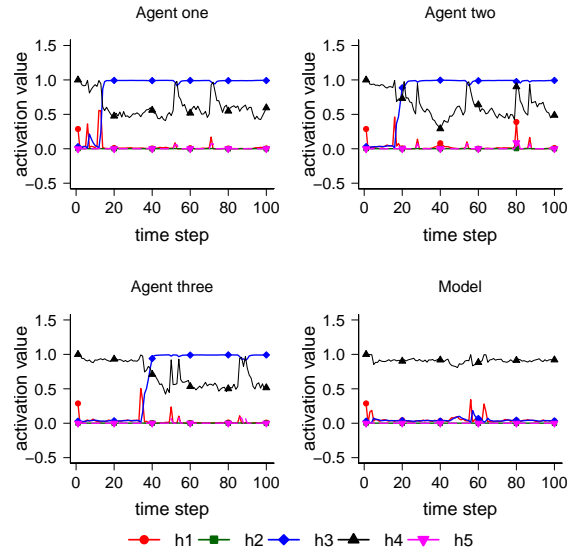 Agent one
Agent two
activation value
1.5
1.0
0.5
0.0
−0.5
0 20 40 60 80 100
time step
activation value
1.5
1.0
0.5
0.0
−0.5
0 20 40 60 80 100
time step
Agent three
Model
activation value
1.5
1.0
0.5
0.0
−0.5
0 20 40 60 80 100
time step
activation value
1.5
1.0
0.5
0.0
−0.5
0 20 40 60 80 100
time step
h1 h2 h3 h4 h5